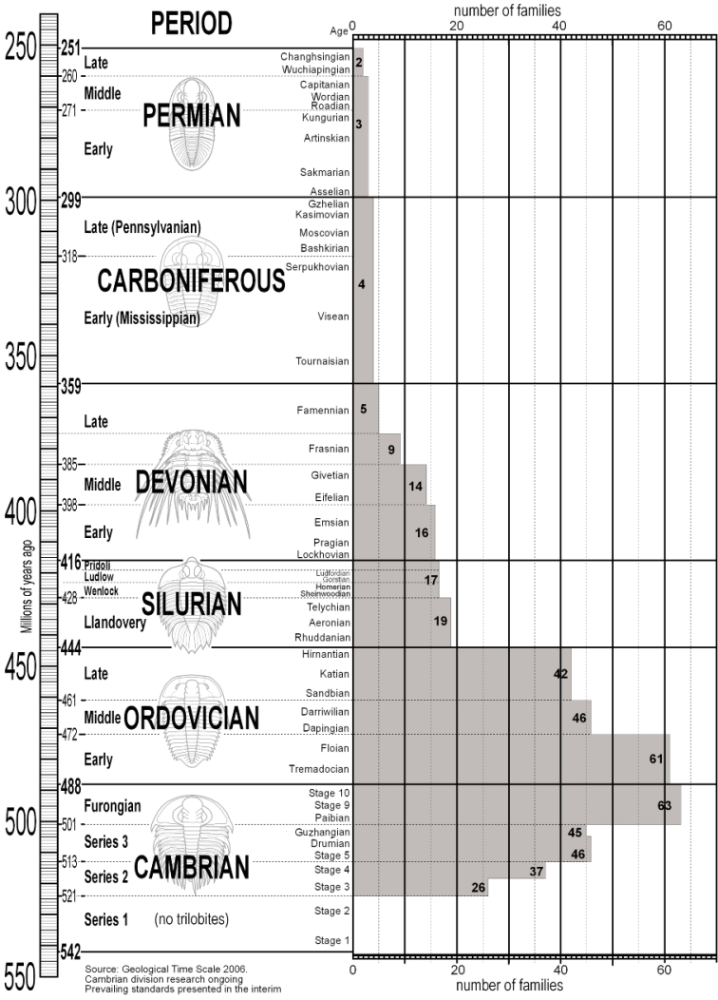 number of families
PERIOD
Age
0 20 40 60
250
251
Late
Changhsingian
Wuchiapingian
2
260
Middle
Capitanian
Wordian
Roadian
271
PERMIAN
Kungurian
3
Artinskian
Early
Sakmarian
Asselian
300
299
Gzhelian
Kasimovian
Late (Pennsylvanian)
Moscovian
Bashkirian
318
Serpukhovian
CARBONIFEROUS
4
Early (Mississippian)
Visean
350
Tournaisian
359
Famennian
5
Late
Frasnian
9
385
Givetian
Middle
DEVONIAN
14
Eifelian
398
400
Emsian
Early
16
Pragian
Lockhovian
416
Pridoli
Ludfordian
Ludlow
Gorstian
17
Homerian
Wenlock
Sheinwoodian
428
SILURIAN
Telychian
Landovery
Aeronian
19
Rhuddanian
444
Hirnantian
450
Late
Katian
42
Sandbian
461
Darriwilian
Middle
ORDOVICIAN
46
Dapingian
472
Floian
Early
61
Tremadocian
488
Stage 10
Furongian
Stage 9
63
Paibian
500
501
Guzhangian
45
Series 3
Drumian
Stage 5
46
513
CAMBRIAN
Stage 4
37
Series 2
Stage 3
26
521
Stage 2
Series 1
(no trilobites)
Stage 1
542
550
Millions of years ago
0 20 40 60
number of families
Source: Geological Time Scale 2006.
Cambrian division research ongoing
Prevailing standards presented in the interim